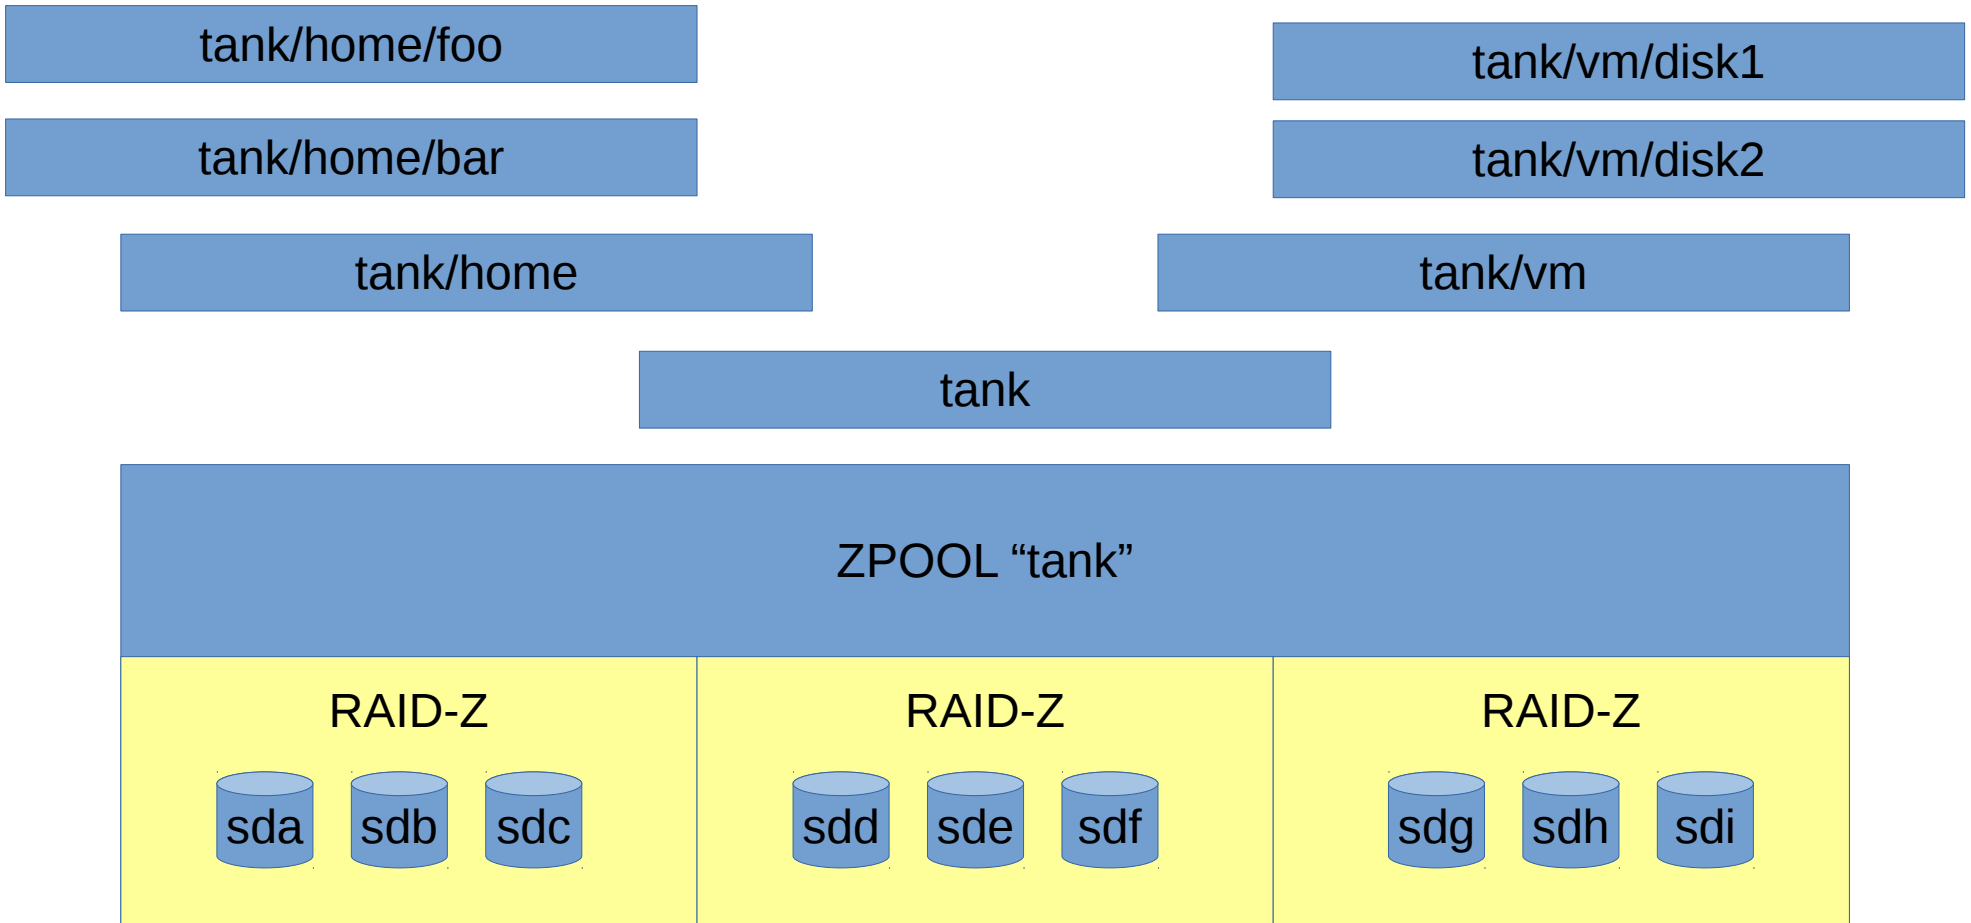 tank/home/foo
tank/vm/disk1
tank/home/bar
tank/vm/disk2
tank/home
tank/vm
tank
ZPOOL “tank”
RAID-Z
RAID-Z
RAID-Z
sda
sdb
sdc
sdd
sde
sdf
sdg
sdh
sdi